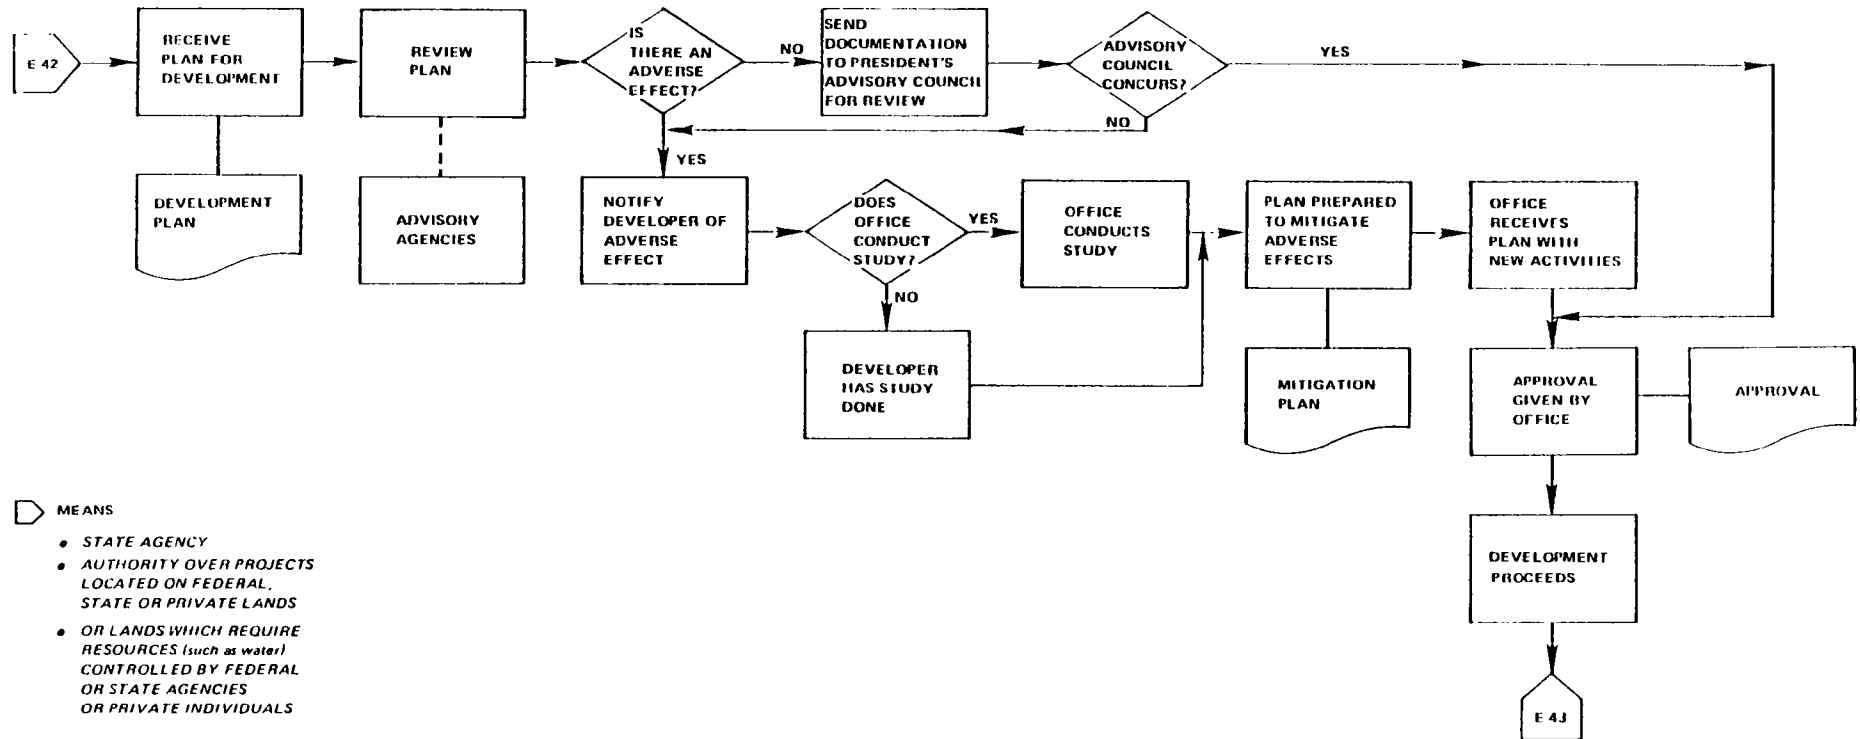 E 42
RECEIVE
PLAN FOR
DEVELOPMENT
REVIEW
PLAN
IS
THERE AN
ADVERSE
EFFECT?
NO
SEND
DOCUMENTATION
TO PRESIDENT'S
ADVISORY COUNCIL
FOR REVIEW
ADVISORY
COUNCIL
CONCURS?
YES
NO
YES
DEVELOPMENT
PLAN
ADVISORY
AGENCIES
NOTIFY
DEVELOPER OF
ADVERSE
EFFECT
DOES
OFFICE
CONDUCT
STUDY?
YES
OFFICE
CONDUCTS
STUDY
PLAN PREPARED
TO MITIGATE
ADVERSE
EFFECTS
OFFICE
RECEIVES
PLAN WITH
NEW ACTIVITIES
NO
DEVELOPER
HAS STUDY
DONE
MITIGATION
PLAN
APPROVAL
GIVEN BY
OFFICE
APPROVAL
DEVELOPMENT
PROCEEDS
E 43
MEANS
• STATE AGENCY
• AUTHORITY OVER PROJECTS
LOCATED ON FEDERAL,
STATE OR PRIVATE LANDS
• OR LANDS WHICH REQUIRE
RESOURCES (such as water)
CONTROLLED BY FEDERAL
OR STATE AGENCIES
OR PRIVATE INDIVIDUALS